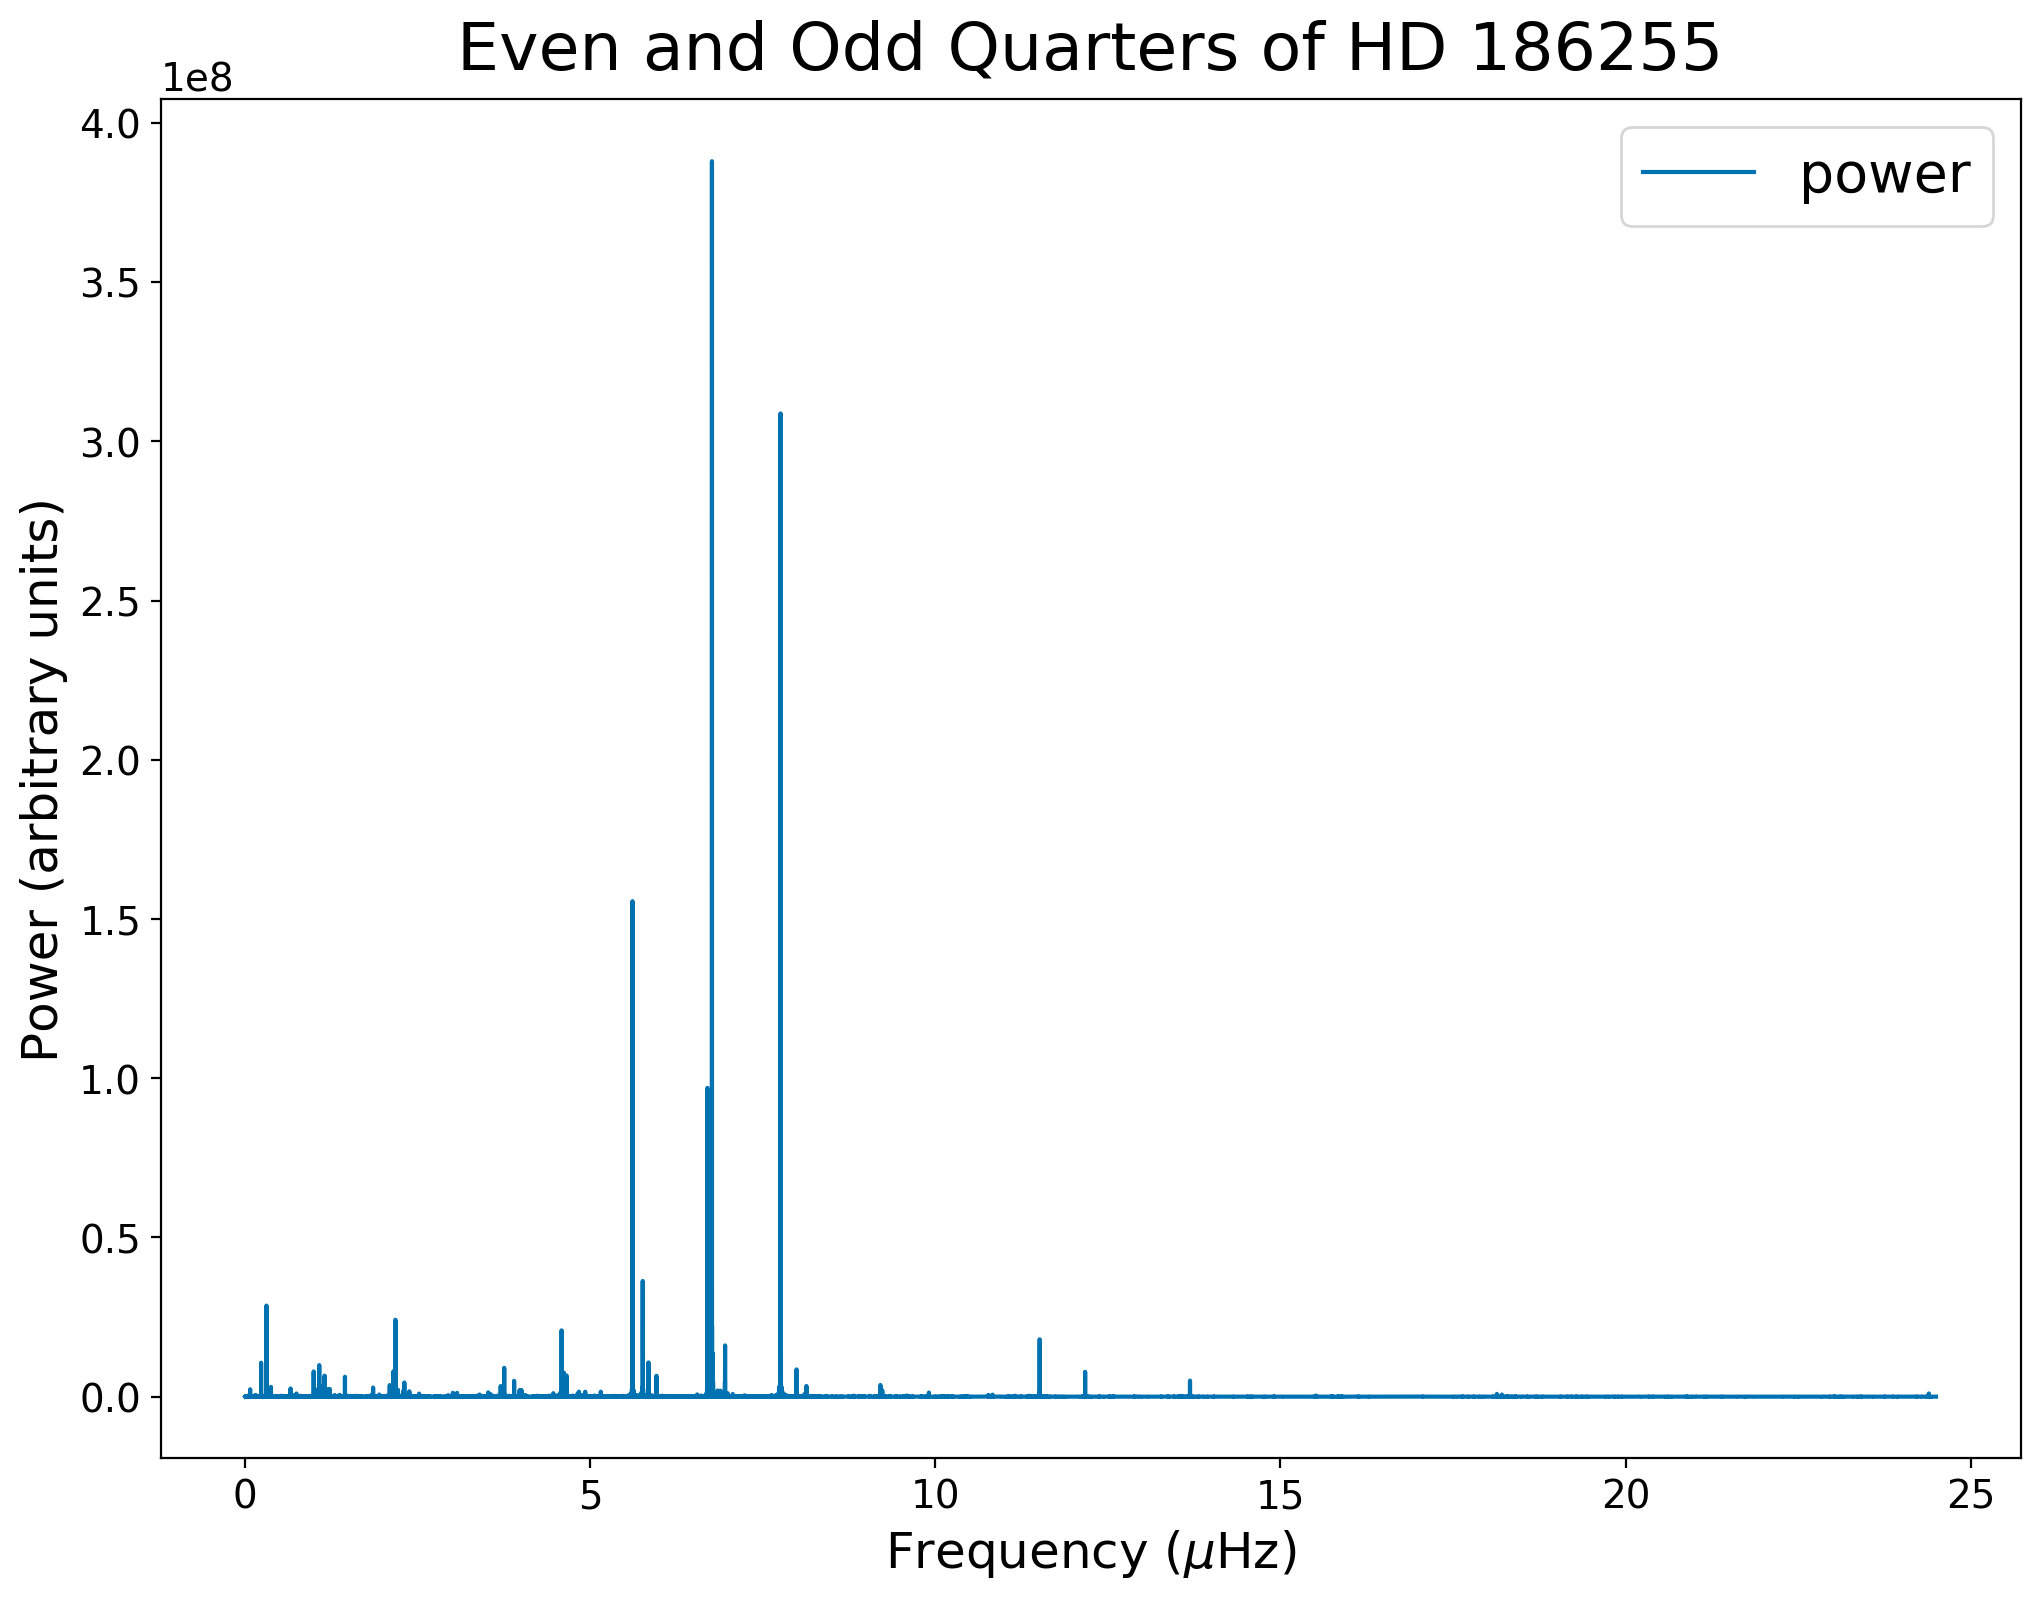 Even and Odd Quarters of HD 186255
1e8
4.0
3.5
3.0
2.5
2.0
1.5
1.0
0.5
0.0
Power (arbitrary units)
power
0 5 10 15 20 25
Frequency (μHz)